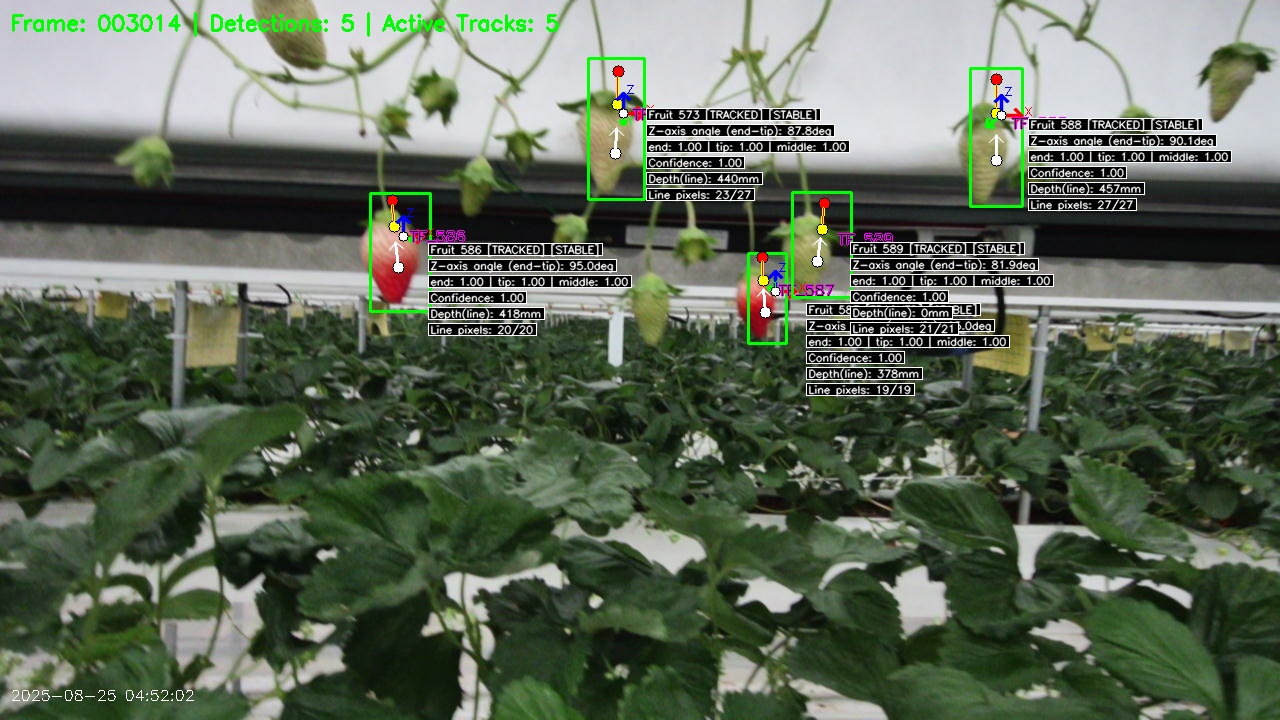 Frame: 003014 | Detections: 5 | Active Tracks: 5
Z
X
Fruit 573 [TRACKED] [STABLE]
Z-axis angle (end-tip): 87.8deg
end: 1.00 | tip: 1.00 | middle: 1.00
Confidence: 1.00
Depth(line): 440mm
Line pixels: 23/27
Z
X
Fruit 588 [TRACKED] [STABLE]
Z-axis angle (end-tip): 90.1deg
end: 1.00 | tip: 1.00 | middle: 1.00
Confidence: 1.00
Depth(line): 457mm
Line pixels: 27/27
Z
TF_586
Fruit 586 [TRACKED] [STABLE]
Z-axis angle (end-tip): 95.0deg
end: 1.00 | tip: 1.00 | middle: 1.00
Confidence: 1.00
Depth(line): 418mm
Line pixels: 20/20
TF_589
Fruit 589 [TRACKED] [STABLE]
Z-axis angle (end-tip): 81.9deg
end: 1.00 | tip: 1.00 | middle: 1.00
Confidence: 1.00
Depth(line): 0mm
Line pixels: 21/21
Z
TF_587
Fruit
Z-axis
end: 1.00 | tip: 1.00 | middle: 1.00
Confidence: 1.00
Depth(line): 378mm
Line pixels: 19/19
2025-08-25 04:52:02